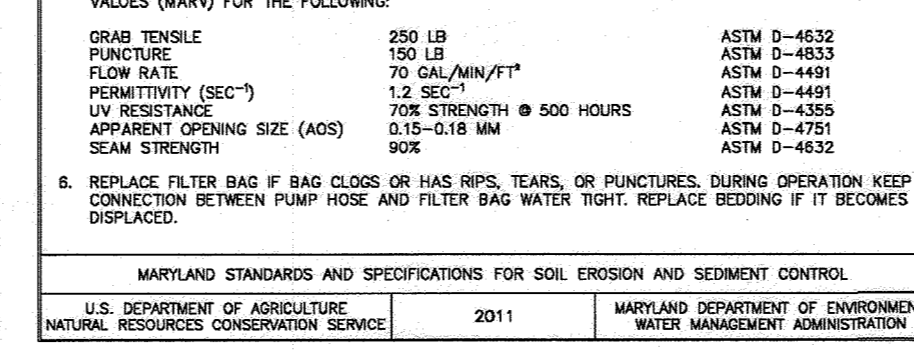 VALUES (MARV) FOR THE FOLLOWING:
GRAB TENSILE 250 LB ASTM D-4632
PUNCTURE 150 LB ASTM D-4833
FLOW RATE 70 GAL/MIN/FT² ASTM D-4491
PERMITTIVITY (SEC⁻¹) 1.2 SEC⁻¹ ASTM D-4491
UV RESISTANCE 70% STRENGTH @ 500 HOURS ASTM D-4355
APPARENT OPENING SIZE (AOS) 0.15-0.18 MM ASTM D-4751
SEAM STRENGTH 90% ASTM D-4632
6. REPLACE FILTER BAG IF BAG CLOGS OR HAS RIPS, TEARS, OR PUNCTURES. DURING OPERATION KEEP
CONNECTION BETWEEN PUMP HOSE AND FILTER BAG WATER TIGHT. REPLACE BEDDING IF IT BECOMES
DISPLACED.
MARYLAND STANDARDS AND SPECIFICATIONS FOR SOIL EROSION AND SEDIMENT CONTROL
U.S. DEPARTMENT OF AGRICULTURE
NATURAL RESOURCES CONSERVATION SERVICE
2011
MARYLAND DEPARTMENT OF ENVIRONMEN
WATER MANAGEMENT ADMINISTRATION